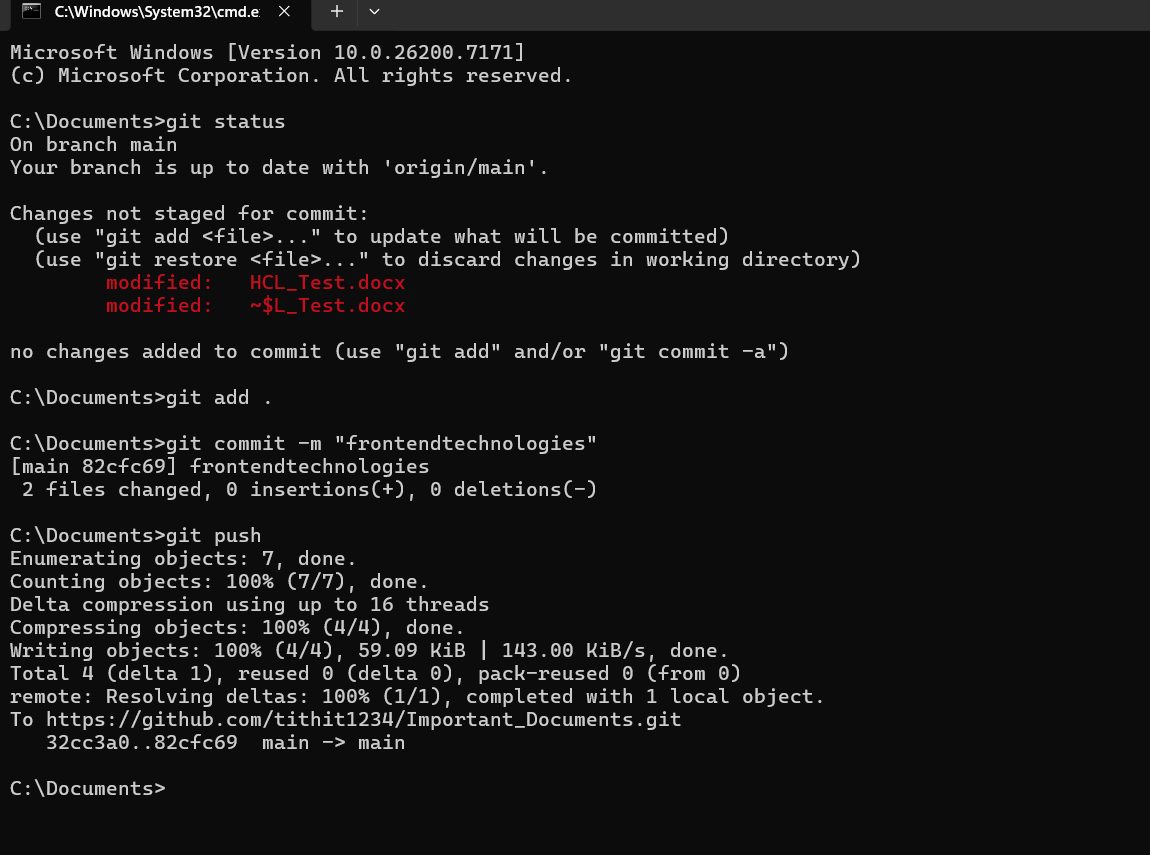 C:\Windows\System32\cmd.e
Microsoft Windows [Version 10.0.26200.7171]
(c) Microsoft Corporation. All rights reserved.
C:\Documents>git status
On branch main
Your branch is up to date with 'origin/main'.
Changes not staged for commit:
  (use "git add <file>..." to update what will be committed)
  (use "git restore <file>..." to discard changes in working directory)
        modified:   HCL_Test.docx
        modified:   ~$L_Test.docx
no changes added to commit (use "git add" and/or "git commit -a")
C:\Documents>git add .
C:\Documents>git commit -m "frontendtechnologies"
[main 82cfc69] frontendtechnologies
 2 files changed, 0 insertions(+), 0 deletions(-)
C:\Documents>git push
Enumerating objects: 7, done.
Counting objects: 100% (7/7), done.
Delta compression using up to 16 threads
Compressing objects: 100% (4/4), done.
Writing objects: 100% (4/4), 59.09 KiB | 143.00 KiB/s, done.
Total 4 (delta 1), reused 0 (delta 0), pack-reused 0 (from 0)
remote: Resolving deltas: 100% (1/1), completed with 1 local object.
To https://github.com/tithit1234/Important_Documents.git
   32cc3a0..82cfc69  main -> main
C:\Documents>